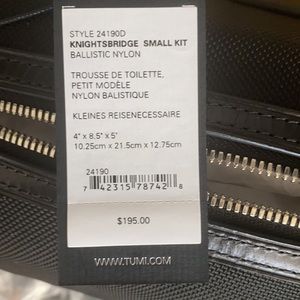 STYLE 24190D
KNIGHTSBRIDGE SMALL KIT
BALLISTIC NYLON
TROUSSE DE TOILETTE,
PETIT MODÈLE
NYLON BALISTIQUE
KLEINES REISENECESSAIRE
4" x 8.5" x 5"
10.25cm x 21.5cm x 12.75cm
24190
7 42315 78742 8
$195.00
WWW.TUMI.COM